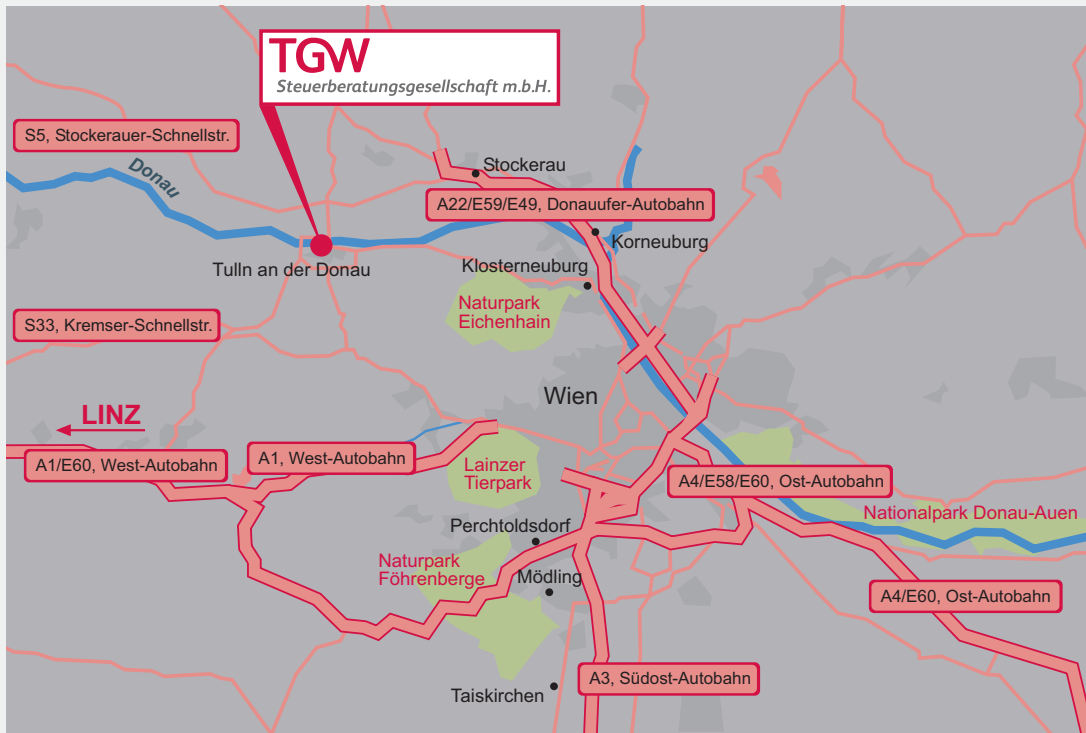 TGW
Steuerberatungsgesellschaft m.b.H.
S5, Stockerauer-Schnellstr.
Donau
Stockerau
A22/E59/E49, Donauufer-Autobahn
Korneuburg
Tulln an der Donau
Klosterneuburg
Naturpark
Eichenhain
S33, Kremser-Schnellstr.
Wien
LINZ
A1/E60, West-Autobahn
A1, West-Autobahn
Lainzer
Tierpark
A4/E58/E60, Ost-Autobahn
Nationalpark Donau-Auen
Perchtoldsdorf
Naturpark
Föhrenberge
Mödling
A4/E60, Ost-Autobahn
A3, Südost-Autobahn
Taiskirchen